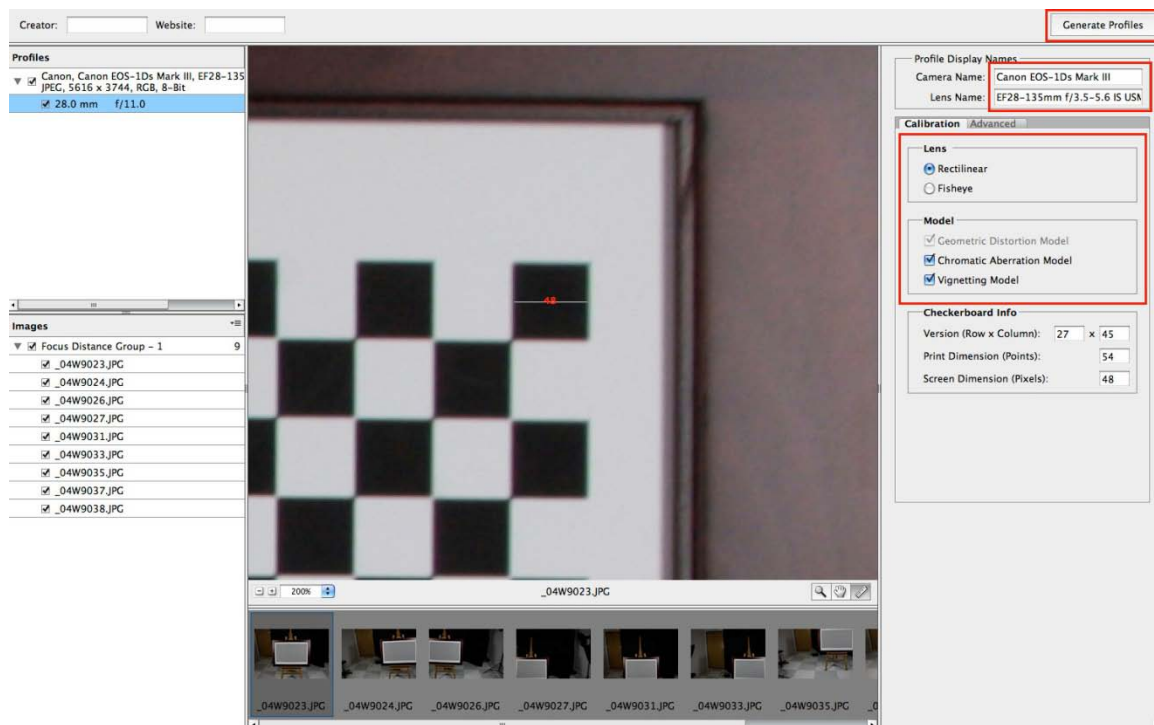 Creator:
Website:
Generate Profiles
Profiles
Canon, Canon EOS-1Ds Mark III, EF28-135
JPEG, 5616 x 3744, RGB, 8-Bit
28.0 mm f/11.0
Images
Focus Distance Group - 1 9
_04W9023.JPG
_04W9024.JPG
_04W9026.JPG
_04W9027.JPG
_04W9031.JPG
_04W9033.JPG
_04W9035.JPG
_04W9037.JPG
_04W9038.JPG
48
200%
_04W9023.JPG
_04W9023.JPG _04W9024.JPG _04W9026.JPG _04W9027.JPG _04W9031.JPG _04W9033.JPG _04W9035.JPG
Profile Display Names
Camera Name: Canon EOS-1Ds Mark III
Lens Name: EF28-135mm f/3.5-5.6 IS USM
Calibration Advanced
Lens
Rectilinear
Fisheye
Model
Geometric Distortion Model
Chromatic Aberration Model
Vignetting Model
Checkerboard Info
Version (Row x Column): 27 x 45
Print Dimension (Points): 54
Screen Dimension (Pixels): 48